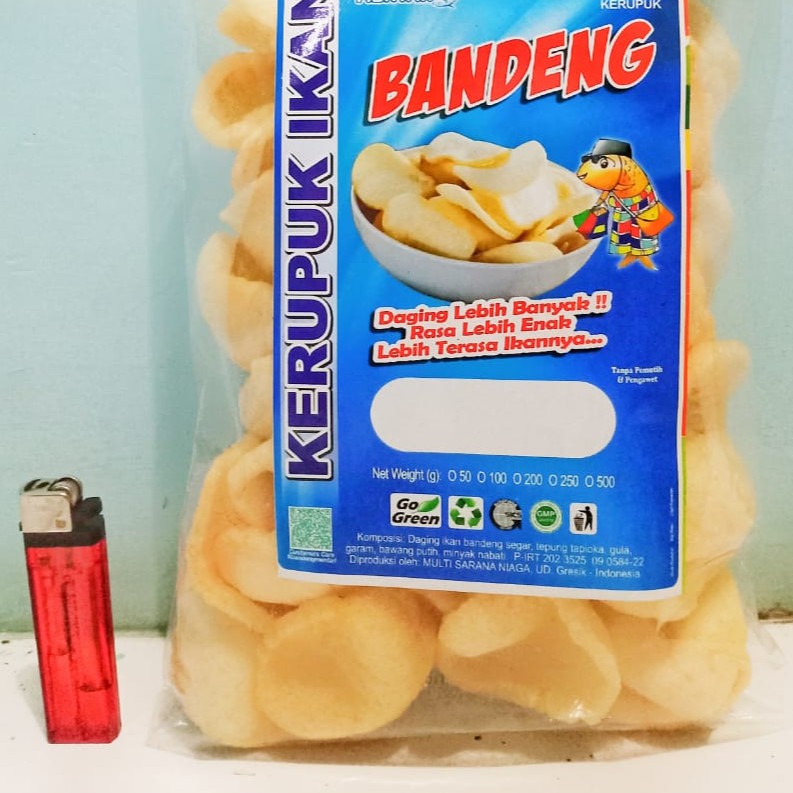 KERUPUK
BANDENG
KERUPUK IKAN
Daging Lebih Banyak !!
Rasa Lebih Enak
Lebih Terasa Ikannya...
Tanpa Pemutih
& Pengawet
Net Weight (g): O 50 O 100 O 200 O 250 O 500
Go
Green
GMP
Komposisi: Daging ikan bandeng segar, tepung tapioka, gula,
garam, bawang putih, minyak nabati P-IRT 202 3525 09 0584-22
Diproduksi oleh: MULTI SARANA NIAGA, UD. Gresik - Indonesia